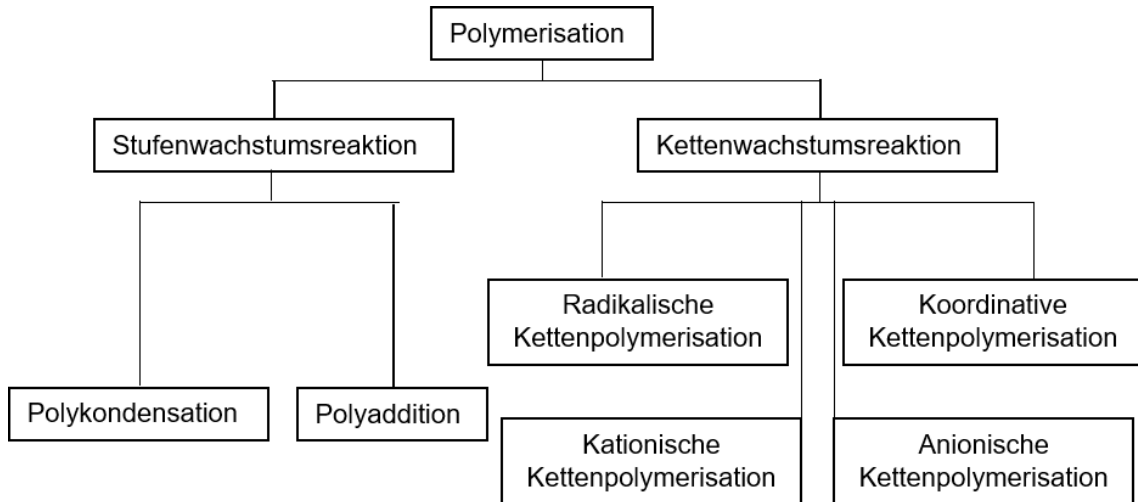 Polymerisation
Stufenwachstumsreaktion
Kettenwachstumsreaktion
Radikalische
Kettenpolymerisation
Koordinative
Kettenpolymerisation
Polykondensation
Polyaddition
Kationische
Kettenpolymerisation
Anionische
Kettenpolymerisation